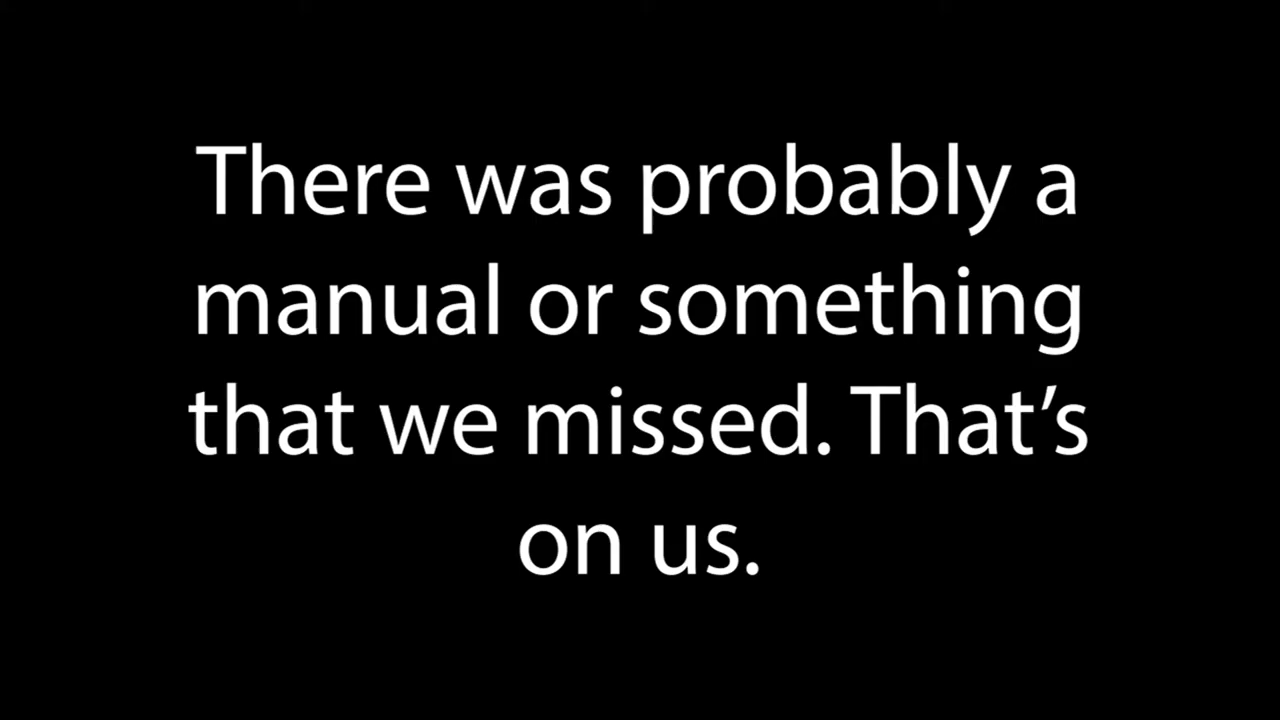 There was probably a
manual or something
that we missed. That’s
on us.